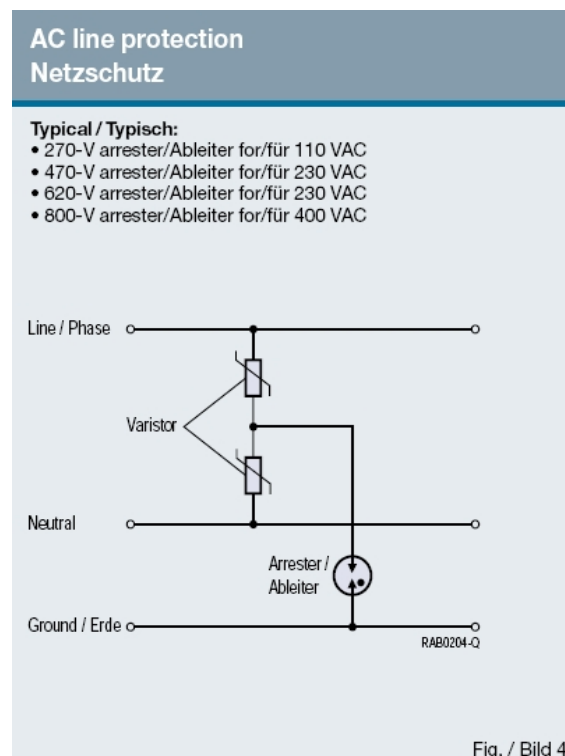 AC line protection
Netzschutz
Typical / Typisch:
• 270-V arrester/Ableiter for/für 110 VAC
• 470-V arrester/Ableiter for/für 230 VAC
• 620-V arrester/Ableiter for/für 230 VAC
• 800-V arrester/Ableiter for/für 400 VAC
Line / Phase
Varistor
Neutral
Arrester /
Ableiter
Ground / Erde
RAB0204-Q
Fig. / Bild 4